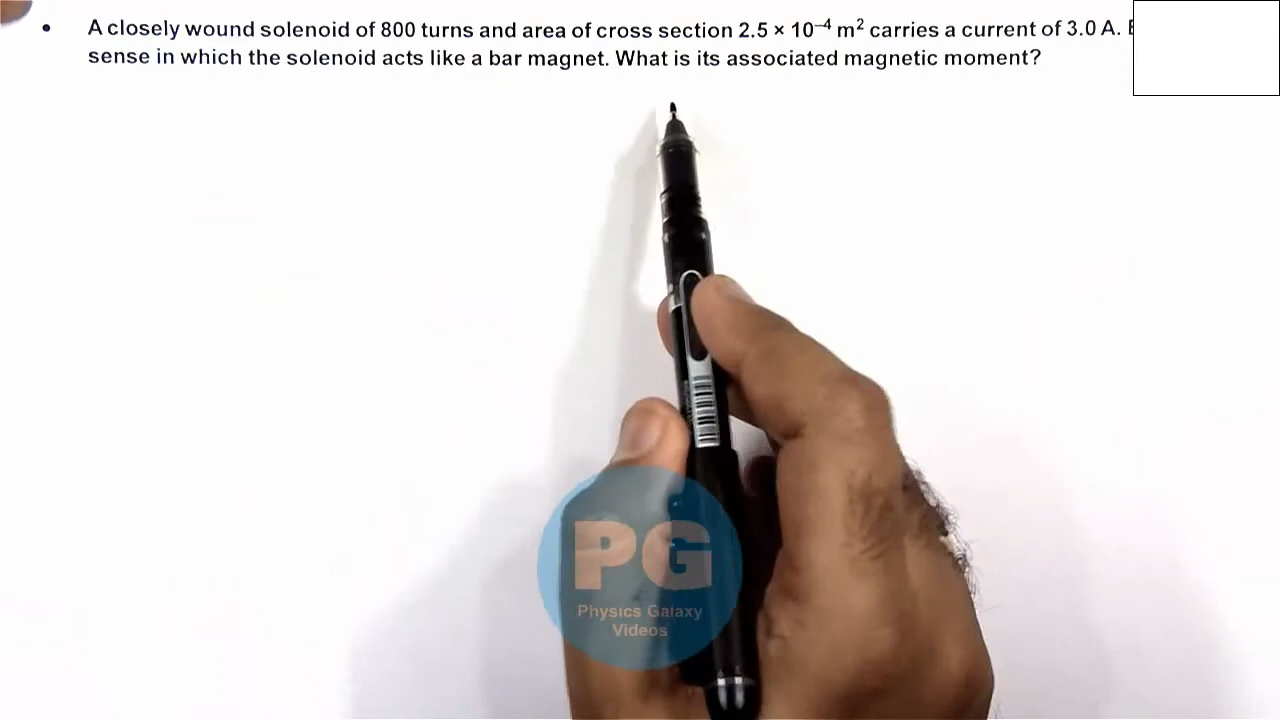 • A closely wound solenoid of 800 turns and area of cross section 2.5 × 10⁻⁴ m² carries a current of 3.0 A.
sense in which the solenoid acts like a bar magnet. What is its associated magnetic moment?
PG
Physics Galaxy
Videos